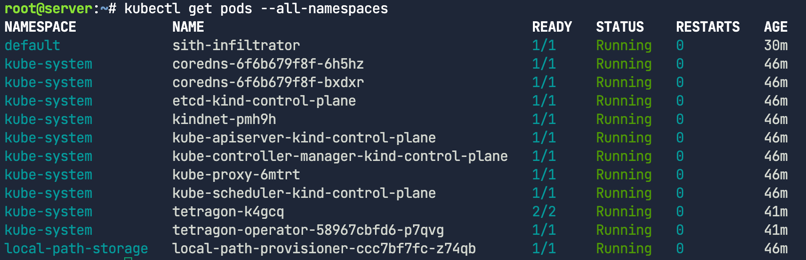 root@server:~# kubectl get pods --all-namespaces
NAMESPACE NAME READY STATUS RESTARTS AGE
default sith-infiltrator 1/1 Running 0 30m
kube-system coredns-6f6b679f8f-6h5hz 1/1 Running 0 46m
kube-system coredns-6f6b679f8f-bxdxr 1/1 Running 0 46m
kube-system etcd-kind-control-plane 1/1 Running 0 46m
kube-system kindnet-pmh9h 1/1 Running 0 46m
kube-system kube-apiserver-kind-control-plane 1/1 Running 0 46m
kube-system kube-controller-manager-kind-control-plane 1/1 Running 0 46m
kube-system kube-proxy-6mtrt 1/1 Running 0 46m
kube-system kube-scheduler-kind-control-plane 1/1 Running 0 46m
kube-system tetragon-k4gcq 2/2 Running 0 41m
kube-system tetragon-operator-58967cbfd6-p7qvg 1/1 Running 0 41m
local-path-storage local-path-provisioner-ccc7bf7fc-z74qb 1/1 Running 0 46m